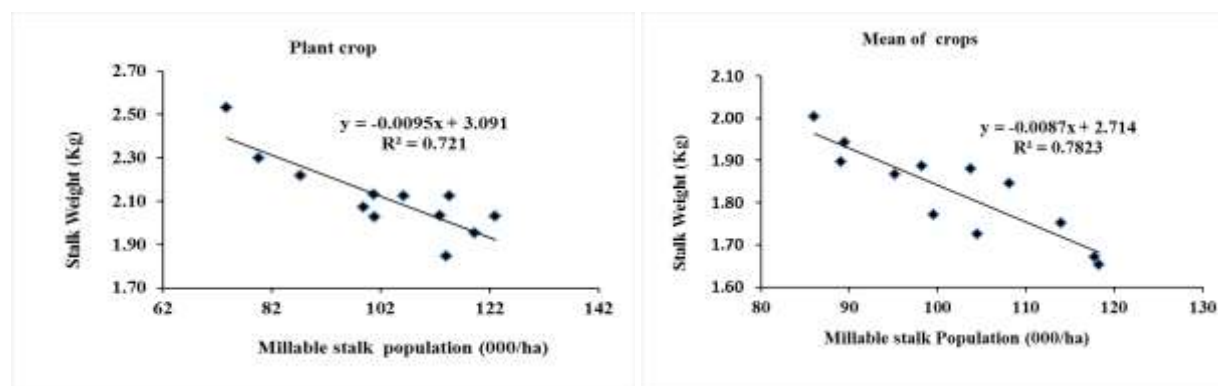 Plant crop
2.70
2.50
2.30
2.10
1.90
1.70
Stalk Weight (Kg)
y = -0.0095x + 3.091
R² = 0.721
62 82 102 122 142
Millable stalk population (000/ha)
Mean of crops
2.10
2.00
1.90
1.80
1.70
1.60
Stalk Weight (Kg)
y = -0.0087x + 2.714
R² = 0.7823
80 90 100 110 120 130
Millable stalk Population (000/ha)